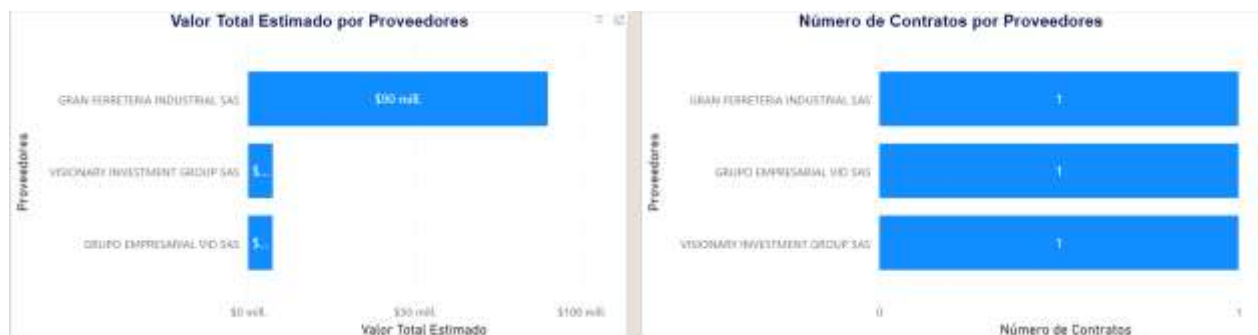 Valor Total Estimado por Proveedores
Proveedores
GRAN FERRETERIA INDUSTRIAL SAS
$90 mill.
VISIONARY INVESTMENT GROUP SAS
$...
GRUPO EMPRESARIAL VID SAS
$...
$0 mill.
$50 mill.
$100 mill.
Valor Total Estimado
Número de Contratos por Proveedores
Proveedores
GRAN FERRETERIA INDUSTRIAL SAS
1
GRUPO EMPRESARIAL VID SAS
1
VISIONARY INVESTMENT GROUP SAS
1
0
1
Número de Contratos